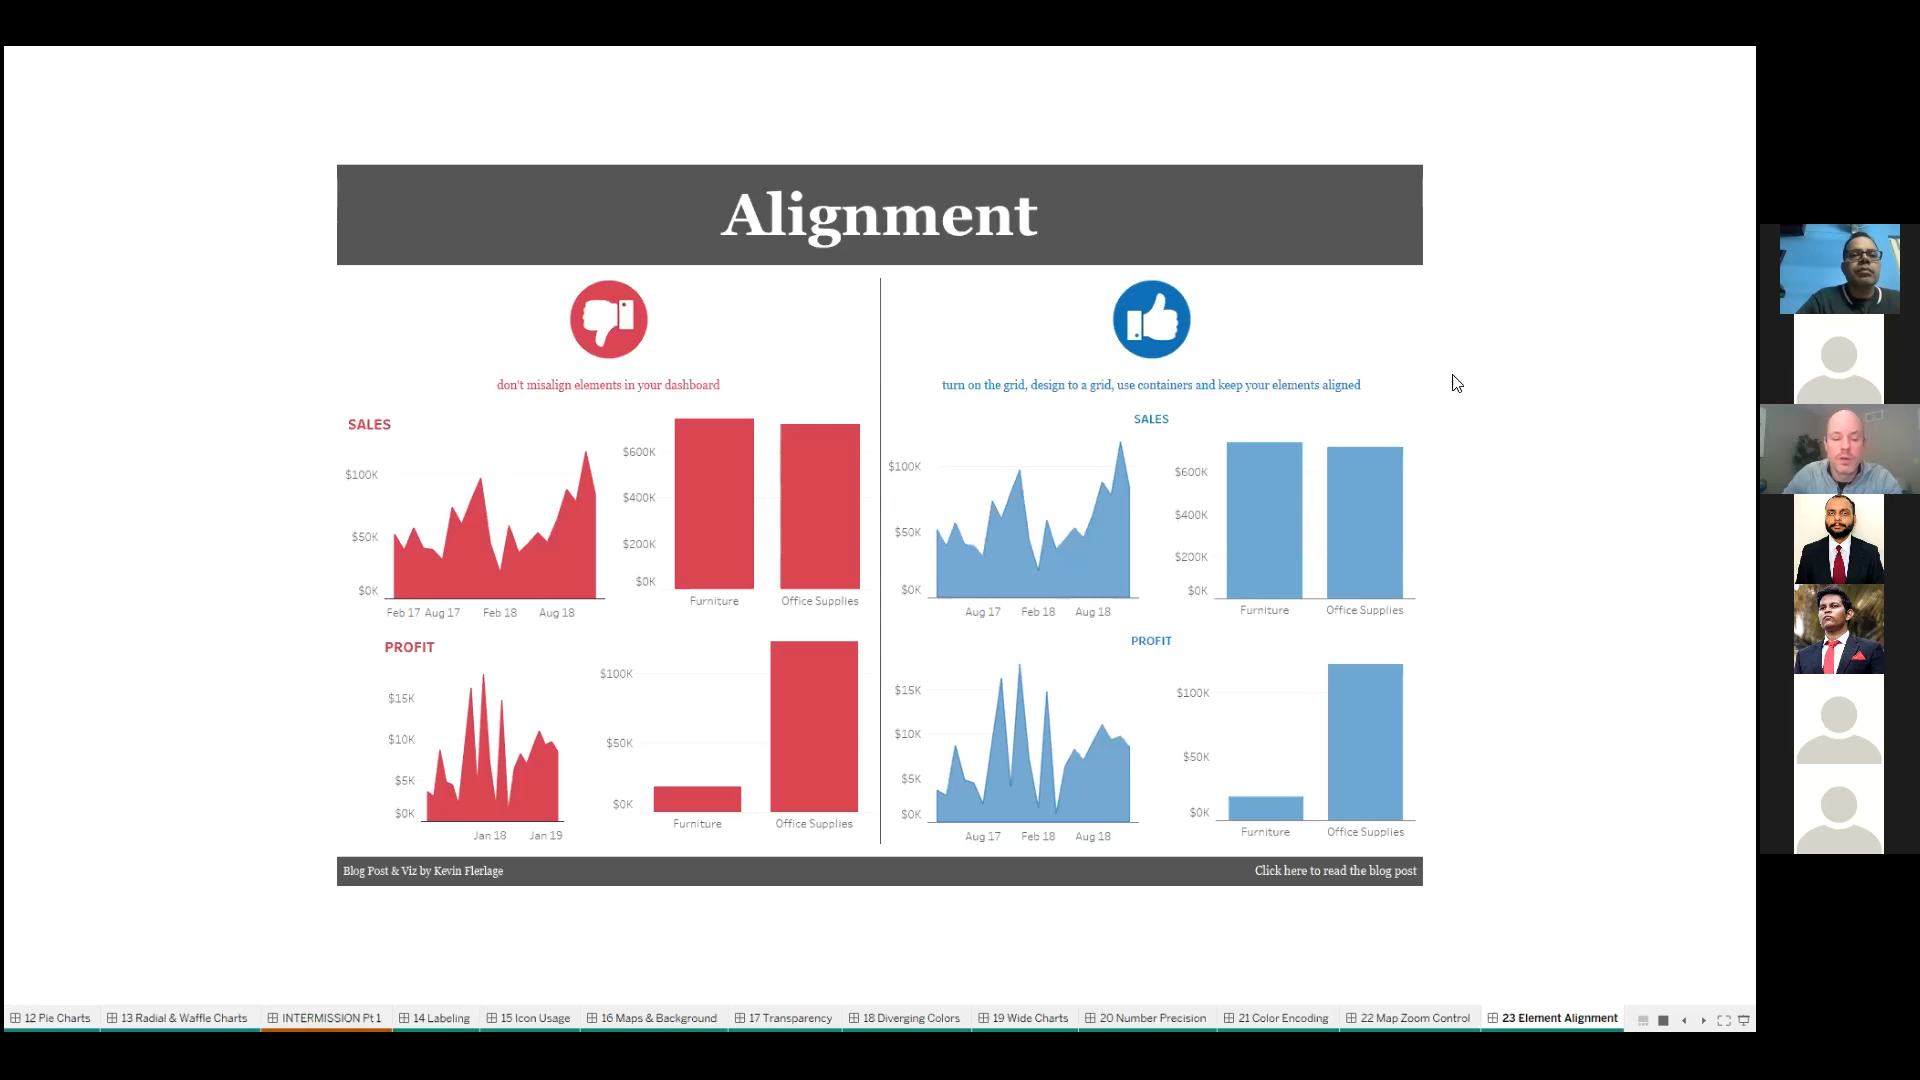 Alignment
don't misalign elements in your dashboard
turn on the grid, design to a grid, use containers and keep your elements aligned
SALES
$100K
$50K
$0K
Feb 17 Aug 17 Feb 18 Aug 18
$600K
$400K
$200K
$0K
Furniture Office Supplies
PROFIT
$15K
$10K
$5K
$0K
Jan 18 Jan 19
$100K
$50K
$0K
Furniture Office Supplies
SALES
$100K
$50K
$0K
Aug 17 Feb 18 Aug 18
$600K
$400K
$200K
$0K
Furniture Office Supplies
PROFIT
$15K
$10K
$5K
$0K
Aug 17 Feb 18 Aug 18
$100K
$50K
$0K
Furniture Office Supplies
Blog Post & Viz by Kevin Flerlage
Click here to read the blog post
12 Pie Charts 13 Radial & Waffle Charts INTERMISSION Pt 1 14 Labeling 15 Icon Usage 16 Maps & Background 17 Transparency 18 Diverging Colors 19 Wide Charts 20 Number Precision 21 Color Encoding 22 Map Zoom Control 23 Element Alignment